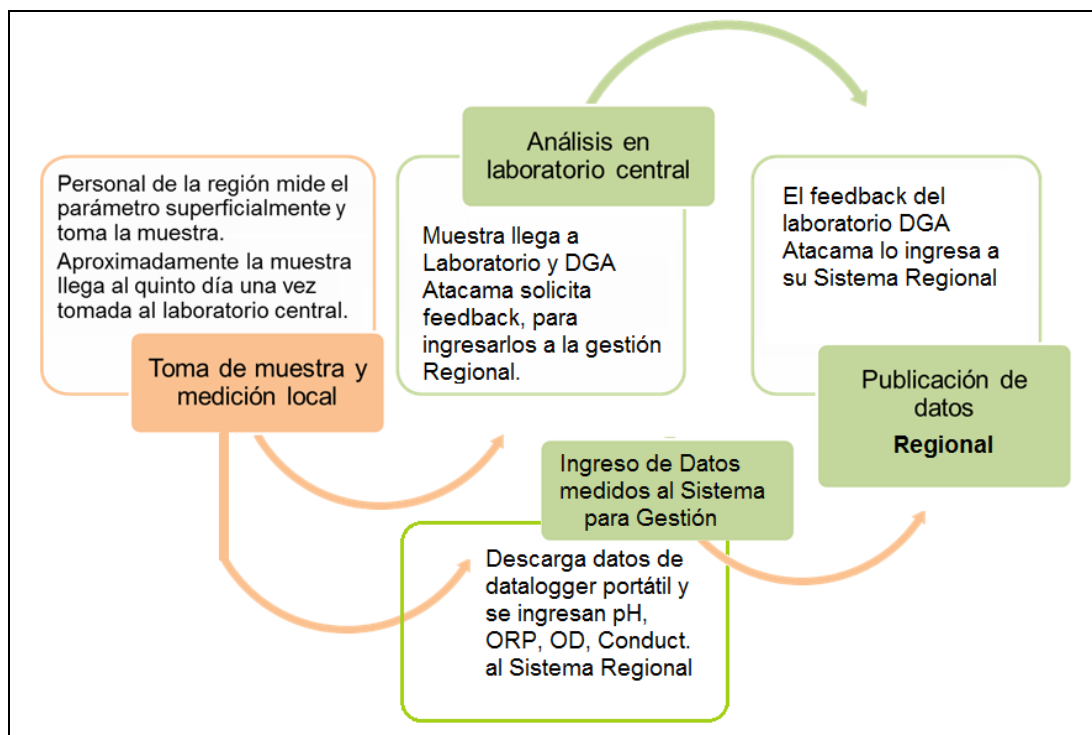 Personal de la región mide el
parámetro superficialmente y
toma la muestra.
Aproximadamente la muestra
llega al quinto día una vez
tomada al laboratorio central.
Toma de muestra y
medición local
Análisis en
laboratorio central
Muestra llega a
Laboratorio y DGA
Atacama solicita
feedback, para
ingresarlos a la gestión
Regional.
Ingreso de Datos
medidos al Sistema
para Gestión
Descarga datos de
datalogger portátil y
se ingresan pH,
ORP, OD, Conduct.
al Sistema Regional
El feedback del
laboratorio DGA
Atacama lo ingresa a
su Sistema Regional
Publicación de
datos
Regional